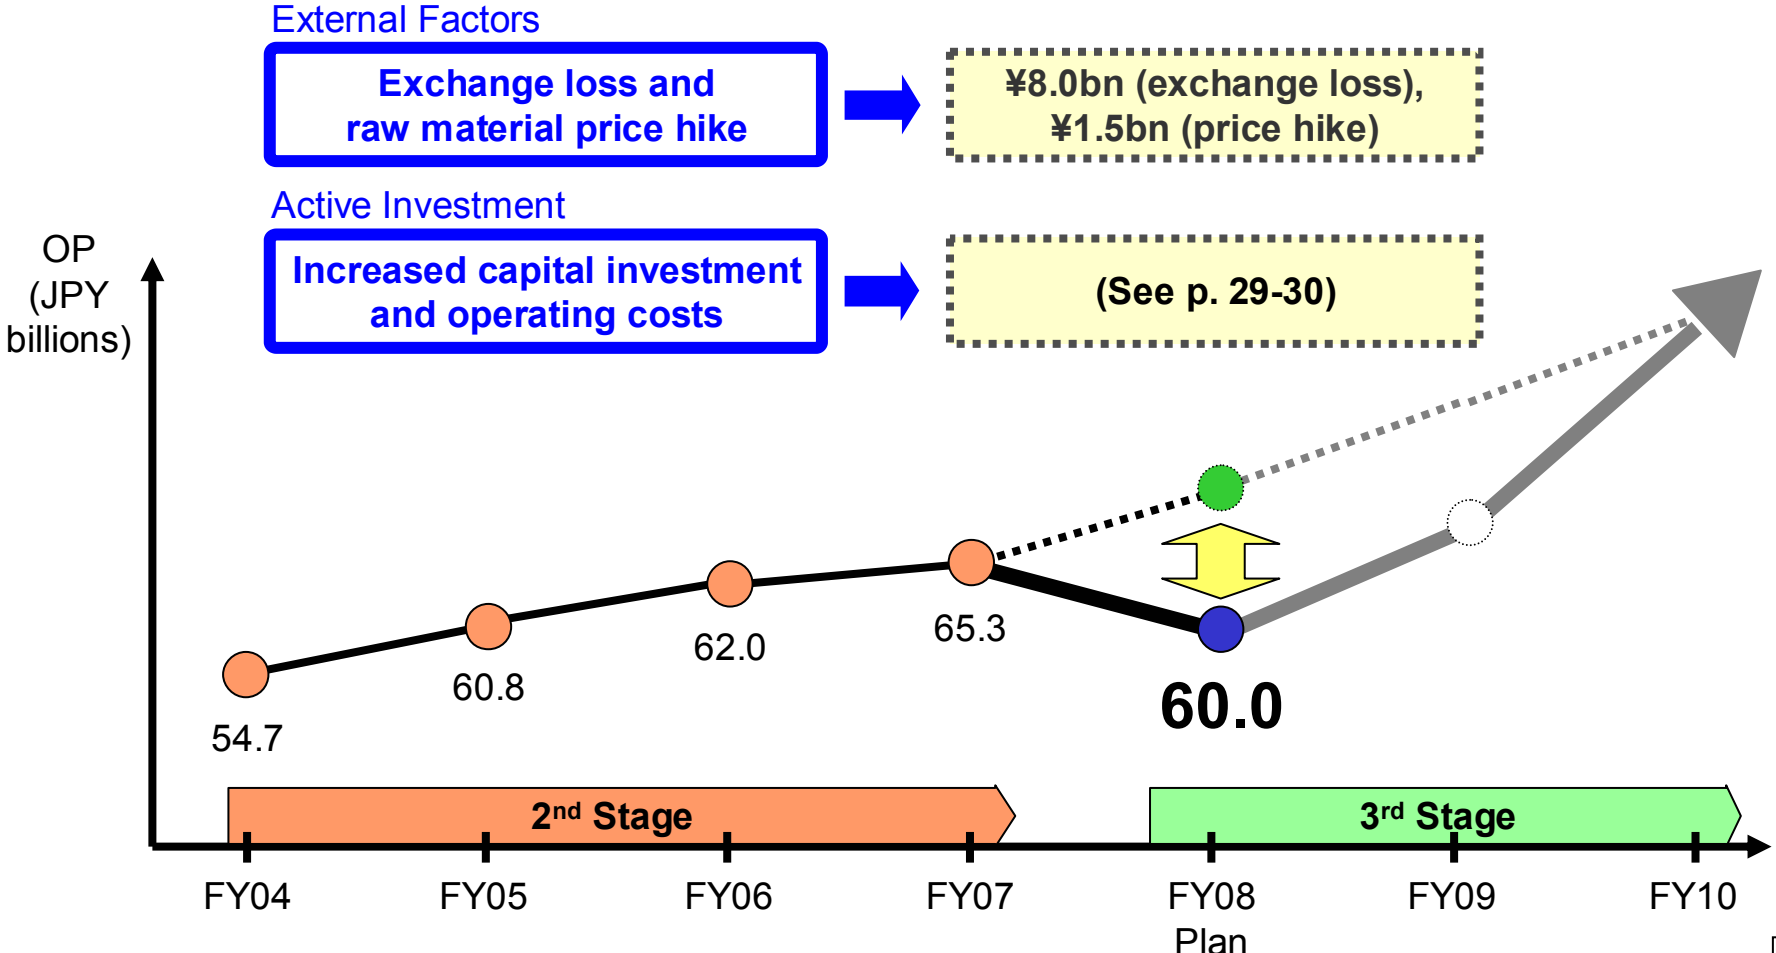 External Factors
Exchange loss and
raw material price hike
¥8.0bn (exchange loss),
¥1.5bn (price hike)
Active Investment
Increased capital investment
and operating costs
(See p. 29-30)
OP
(JPY
billions)
54.7
60.8
62.0
65.3
60.0
2nd Stage
3rd Stage
FY04
FY05
FY06
FY07
FY08
Plan
FY09
FY10